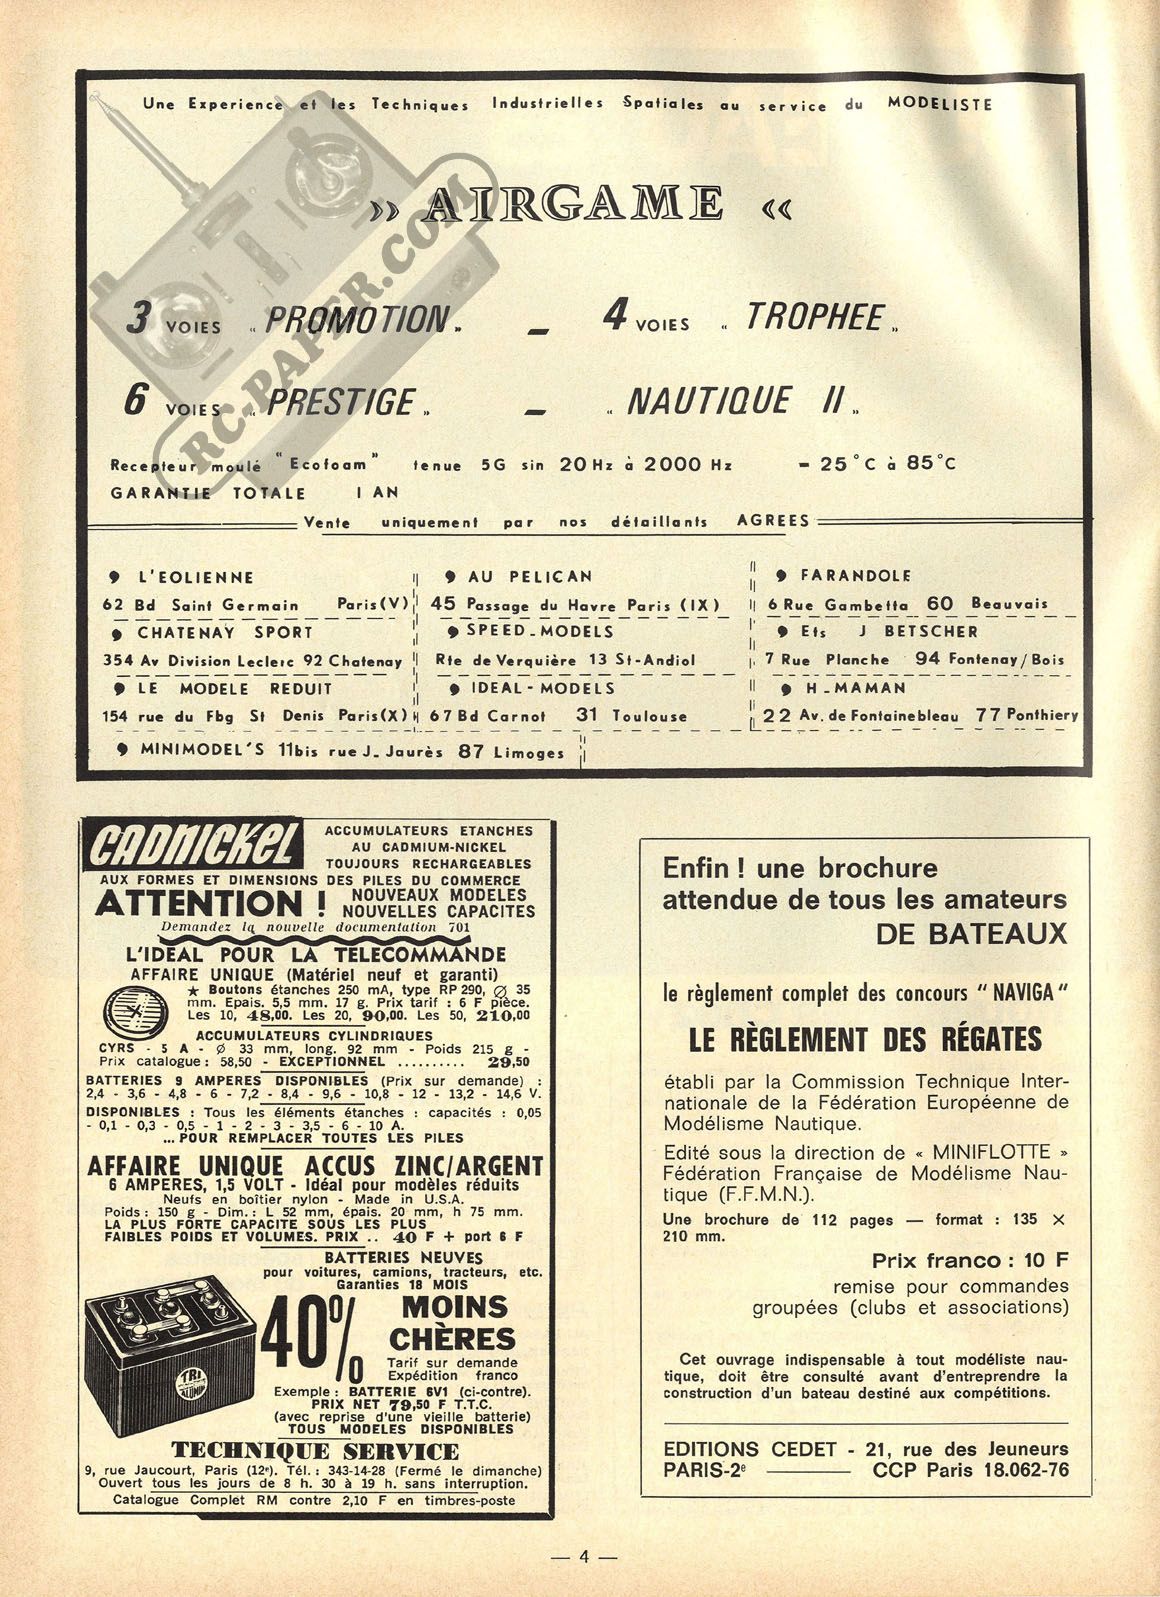 Une Experience et les Techniques Industrielles Spatiales au service du MODELISTE
» AIRGAME «
3 VOIES « PROMOTION » - 4 VOIES « TROPHEE »
6 VOIES « PRESTIGE » - « NAUTIQUE II »
RC-PAPER.COM
Recepteur moulé "Ecofoam" tenue 5G sin 20Hz à 2000 Hz - 25°C à 85°C
GARANTIE TOTALE I AN
Vente uniquement par nos détaillants AGREES
L'EOLIENNE
62 Bd Saint Germain Paris(V)
CHATENAY SPORT
354 Av Division Leclerc 92 Chatenay
LE MODELE REDUIT
154 rue du Fbg St Denis Paris(X)
AU PELICAN
45 Passage du Havre Paris (IX)
SPEED-MODELS
Rte de Verquière 13 St-Andiol
IDEAL-MODELS
67 Bd Carnot 31 Toulouse
FARANDOLE
6 Rue Gambetta 60 Beauvais
Ets J BETSCHER
7 Rue Planche 94 Fontenay/Bois
H-MAMAN
22 Av. de Fontainebleau 77 Ponthiery
MINIMODEL'S 11bis rue J. Jaurès 87 Limoges
CADNICKEL
ACCUMULATEURS ETANCHES
AU CADMIUM-NICKEL
TOUJOURS RECHARGEABLES
AUX FORMES ET DIMENSIONS DES PILES DU COMMERCE
ATTENTION !
NOUVEAUX MODELES
NOUVELLES CAPACITES
Demandez la nouvelle documentation 701
L'IDEAL POUR LA TELECOMMANDE
AFFAIRE UNIQUE (Matériel neuf et garanti)
★ Boutons étanches 250 mA, type RP 290, Ø 35
mm. Epais. 5,5 mm. 17 g. Prix tarif : 6 F pièce.
Les 10, 48,00. Les 20, 90,00. Les 50, 210,00
ACCUMULATEURS CYLINDRIQUES
CYRS - 5 A - Ø 33 mm, long. 92 mm - Poids 215 g -
Prix catalogue : 58,50 - EXCEPTIONNEL .......... 29,50
BATTERIES 9 AMPERES DISPONIBLES (Prix sur demande) :
2,4 - 3,6 - 4,8 - 6 - 7,2 - 8,4 - 9,6 - 10,8 - 12 - 13,2 - 14,6 V.
DISPONIBLES : Tous les éléments étanches : capacités : 0,05
- 0,1 - 0,3 - 0,5 - 1 - 2 - 3 - 3,5 - 6 - 10 A.
... POUR REMPLACER TOUTES LES PILES
AFFAIRE UNIQUE ACCUS ZINC/ARGENT
6 AMPERES, 1,5 VOLT - Idéal pour modèles réduits
Neufs en boîtier nylon - Made in U.S.A.
Poids : 150 g - Dim. : L 52 mm, épais. 20 mm, h 75 mm.
LA PLUS FORTE CAPACITE SOUS LES PLUS
FAIBLES POIDS ET VOLUMES. PRIX .. 40 F + port 6 F
BATTERIES NEUVES
pour voitures, camions, tracteurs, etc.
Garanties 18 MOIS
40%
MOINS
CHÈRES
Tarif sur demande
Expédition franco
Exemple : BATTERIE 6V1 (ci-contre).
PRIX NET 79,50 F T.T.C.
(avec reprise d'une vieille batterie)
TOUS MODELES DISPONIBLES
TRI
TECHNIQUE SERVICE
9, rue Jaucourt, Paris (12e). Tél. : 343-14-28 (Fermé le dimanche)
Ouvert tous les jours de 8 h. 30 à 19 h. sans interruption.
Catalogue Complet RM contre 2,10 F en timbres-poste
Enfin ! une brochure
attendue de tous les amateurs
DE BATEAUX
le règlement complet des concours " NAVIGA "
LE RÈGLEMENT DES RÉGATES
établi par la Commission Technique Inter-
nationale de la Fédération Européenne de
Modélisme Nautique.
Edité sous la direction de « MINIFLOTTE »
Fédération Française de Modélisme Nau-
tique (F.F.M.N.).
Une brochure de 112 pages — format : 135 ×
210 mm.
Prix franco : 10 F
remise pour commandes
groupées (clubs et associations)
Cet ouvrage indispensable à tout modéliste nau-
tique, doit être consulté avant d'entreprendre la
construction d'un bateau destiné aux compétitions.
EDITIONS CEDET - 21, rue des Jeuneurs
PARIS-2e ——— CCP Paris 18.062-76
— 4 —